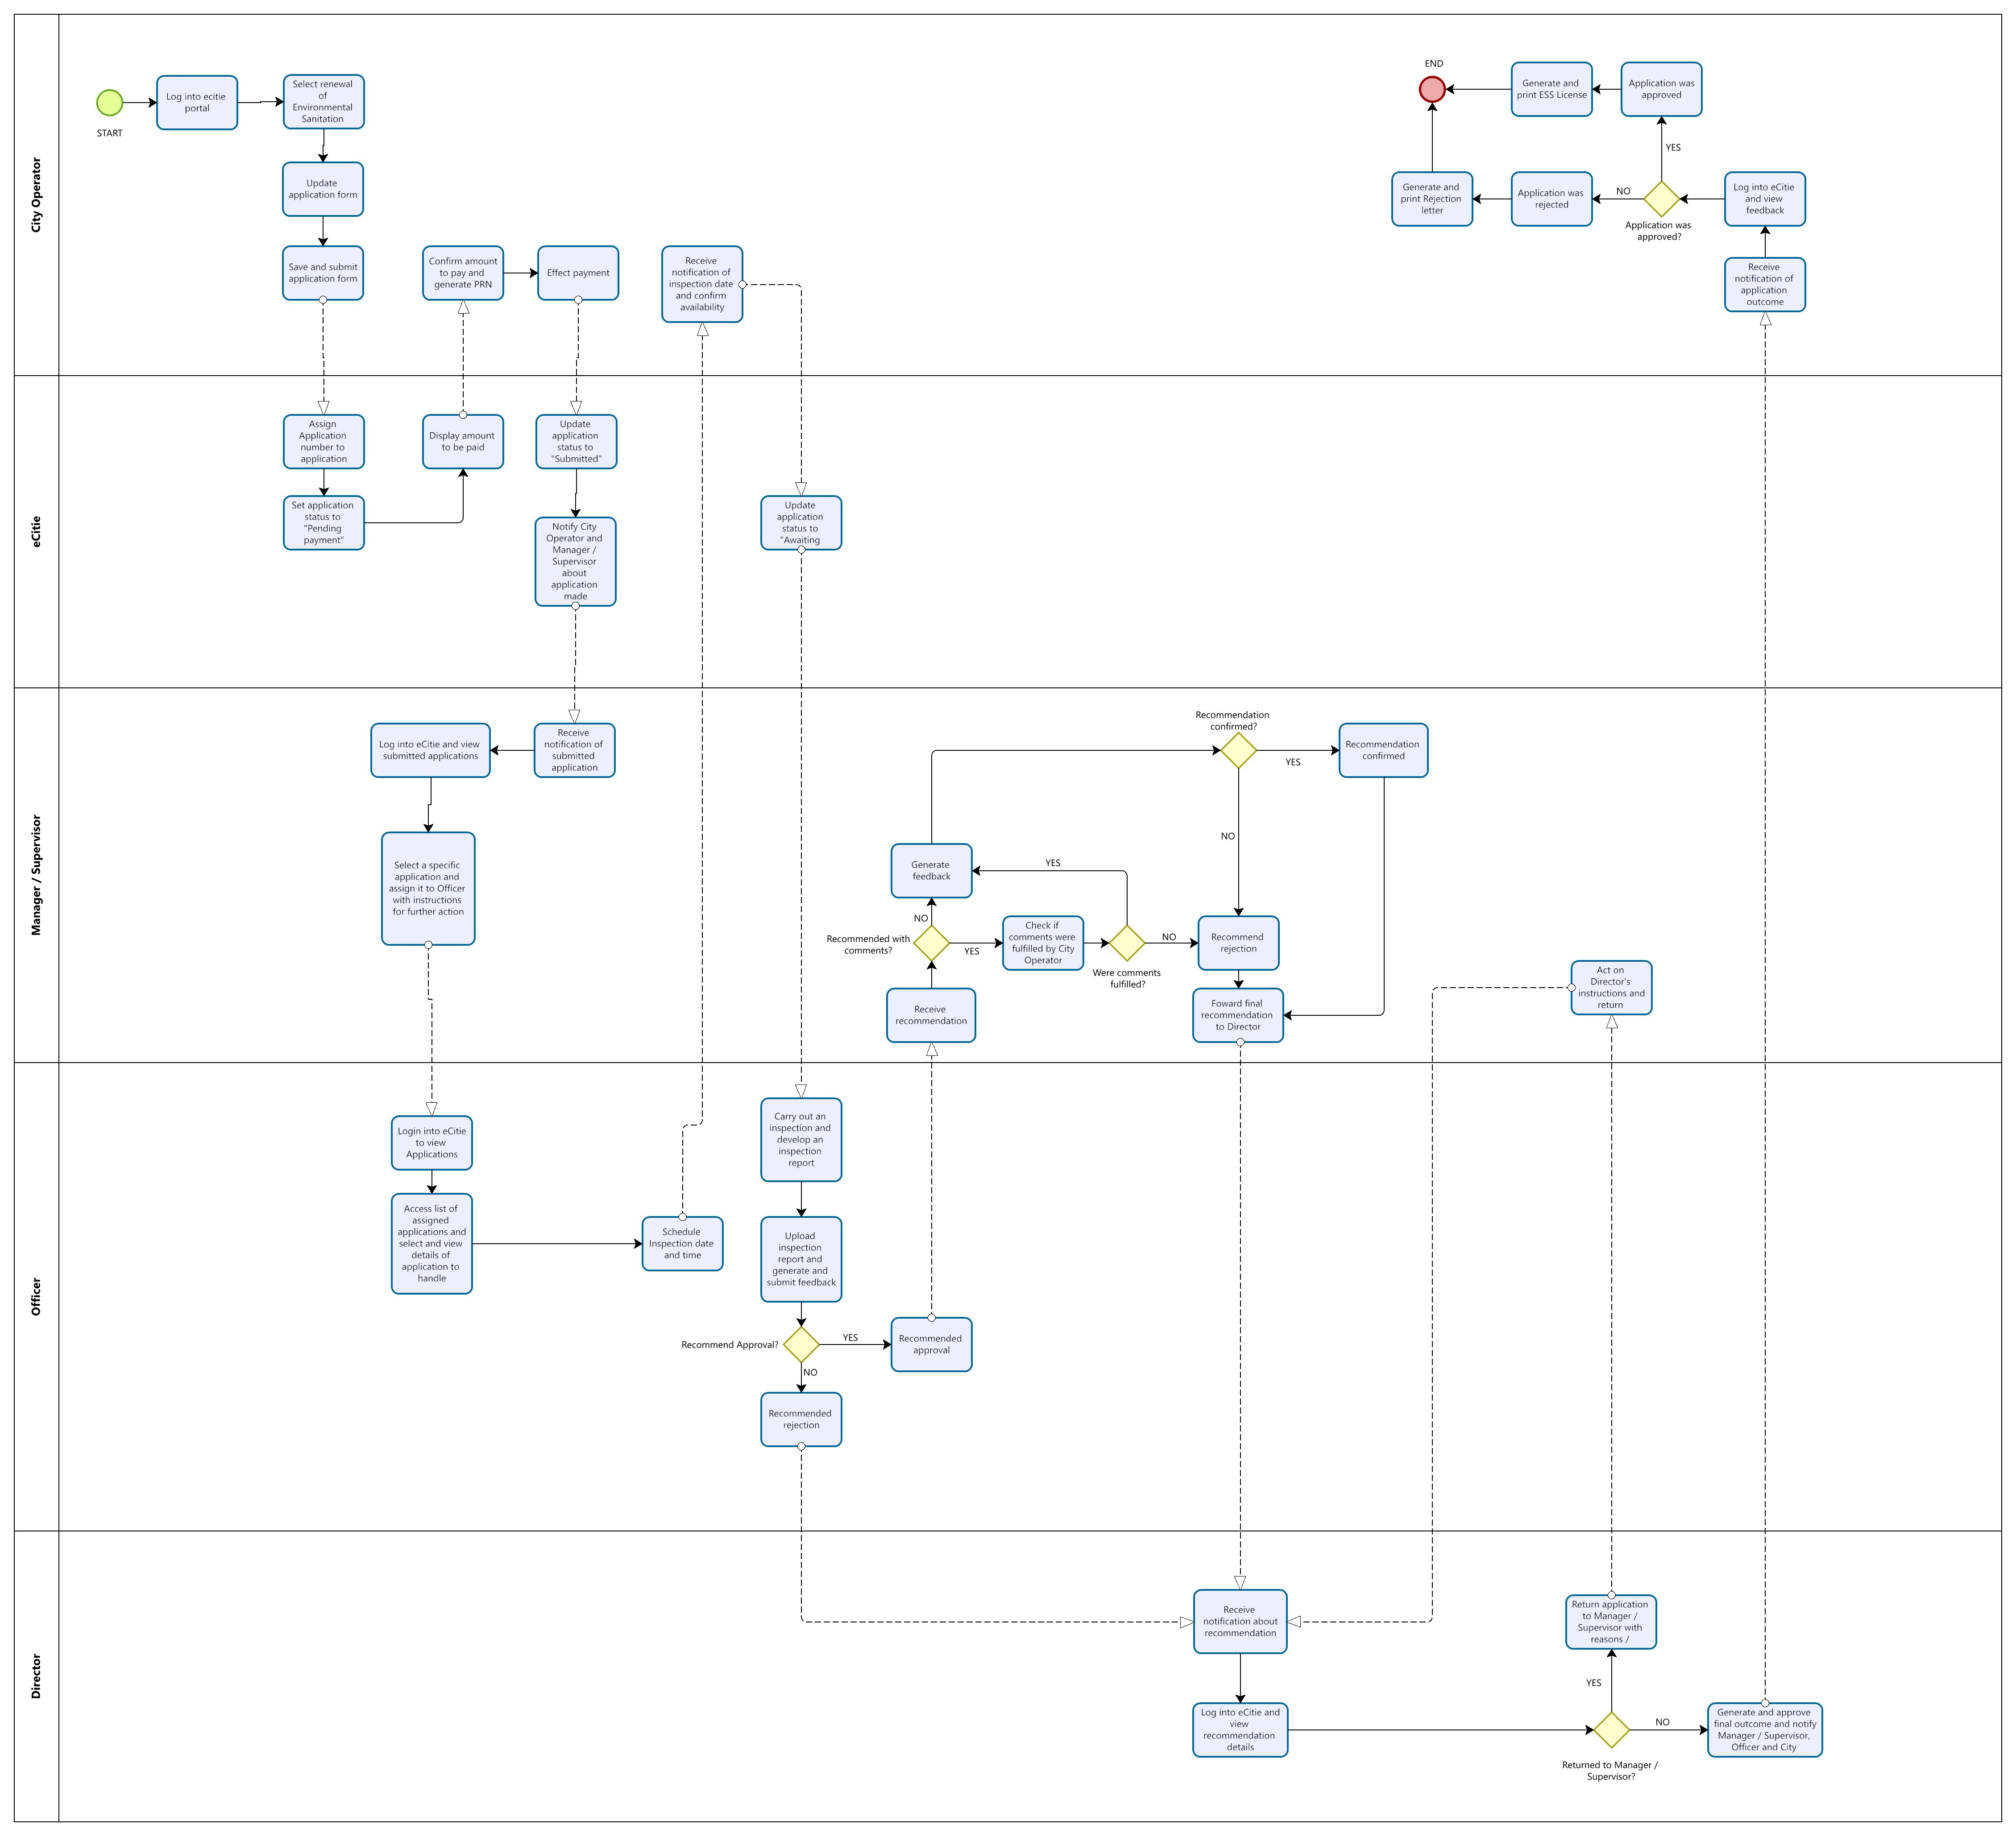 City Operator
START
Log into ecitie
portal
Select renewal
of
Environmental
Sanitation
Update
application form
Save and submit
application form
Confirm amount
to pay and
generate PRN
Effect payment
Receive
notification of
inspection date
and confirm
availability
END
Generate and
print ESS License
Application was
approved
YES
Generate and
print Rejection
letter
Application was
rejected
NO
Application was
approved?
Log into eCitie
and view
feedback
Receive
notification of
application
outcome
eCitie
Assign
Application
number to
application
Set application
status to
"Pending
payment"
Display amount
to be paid
Update
application
status to
"Submitted"
Notify City
Operator and
Manager /
Supervisor
about
application
made
Update
application
status to
"Awaiting
Manager / Supervisor
Log into eCitie and view
submitted applications
Receive
notification of
submitted
application
Select a specific
application and
assign it to Officer
with instructions
for further action
Recommendation
confirmed?
YES
Recommendation
confirmed
NO
Generate
feedback
YES
NO
Recommended with
comments?
YES
Check if
comments were
fulfilled by City
Operator
Were comments
fulfilled?
NO
Recommend
rejection
Receive
recommendation
Foward final
recommendation
to Director
Act on
Director's
instructions and
return
Officer
Login into eCitie
to view
Applications
Access list of
assigned
applications and
select and view
details of
application to
handle
Schedule
Inspection date
and time
Carry out an
inspection and
develop an
inspection
report
Upload
inspection
report and
generate and
submit feedback
Recommend Approval?
YES
Recommended
approval
NO
Recommended
rejection
Director
Receive
notification about
recommendation
Log into eCitie and
view
recommendation
details
Return application
to Manager /
Supervisor with
reasons /
YES
Returned to Manager /
Supervisor?
NO
Generate and approve
final outcome and notify
Manager / Supervisor,
Officer and City